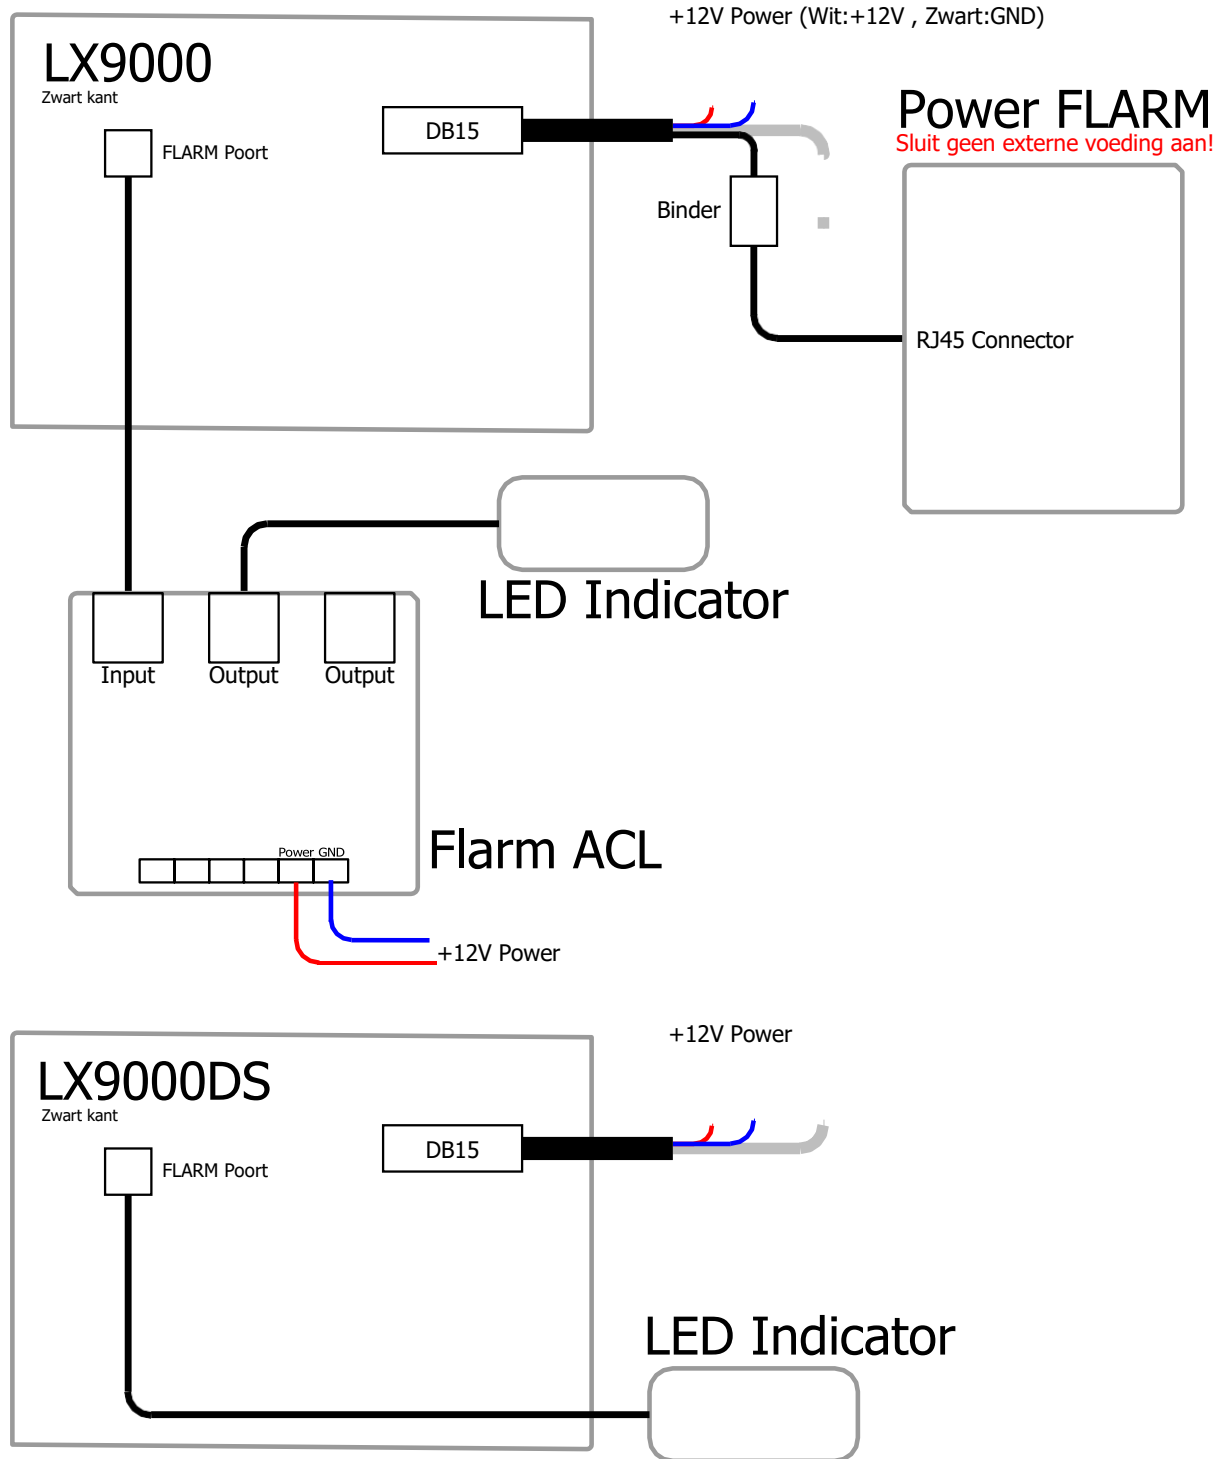 +12V Power (Wit:+12V , Zwart:GND)
LX9000
Zwart kant
DB15
FLARM Poort
Power FLARM
Sluit geen externe voeding aan!
Binder
RJ45 Connector
LED Indicator
Input
Output
Output
Power GND
Flarm ACL
+12V Power
+12V Power
LX9000DS
Zwart kant
DB15
FLARM Poort
LED Indicator